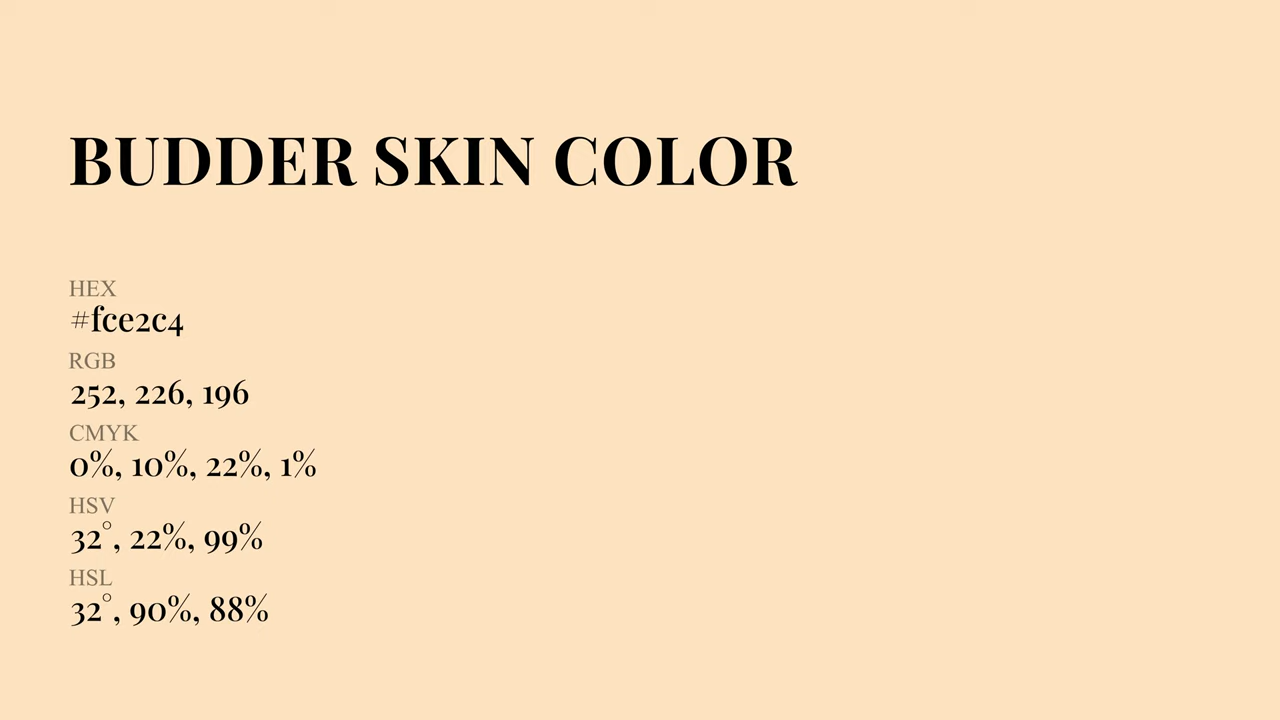 BUDDER SKIN COLOR
HEX
#fce2c4
RGB
252, 226, 196
CMYK
0%, 10%, 22%, 1%
HSV
32°, 22%, 99%
HSL
32°, 90%, 88%